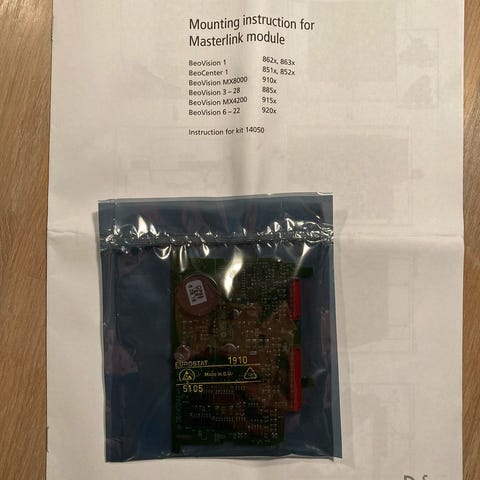 Mounting instruction for
Masterlink module
BeoVision 1 862x, 863x
BeoCenter 1 851x, 852x
BeoVision MX8000 910x
BeoVision 3 – 28 885x
BeoVision MX4200 915x
BeoVision 6 – 22 920x
Instruction for kit 14050
EUROSTAT 1910
Made in E.U.
5105